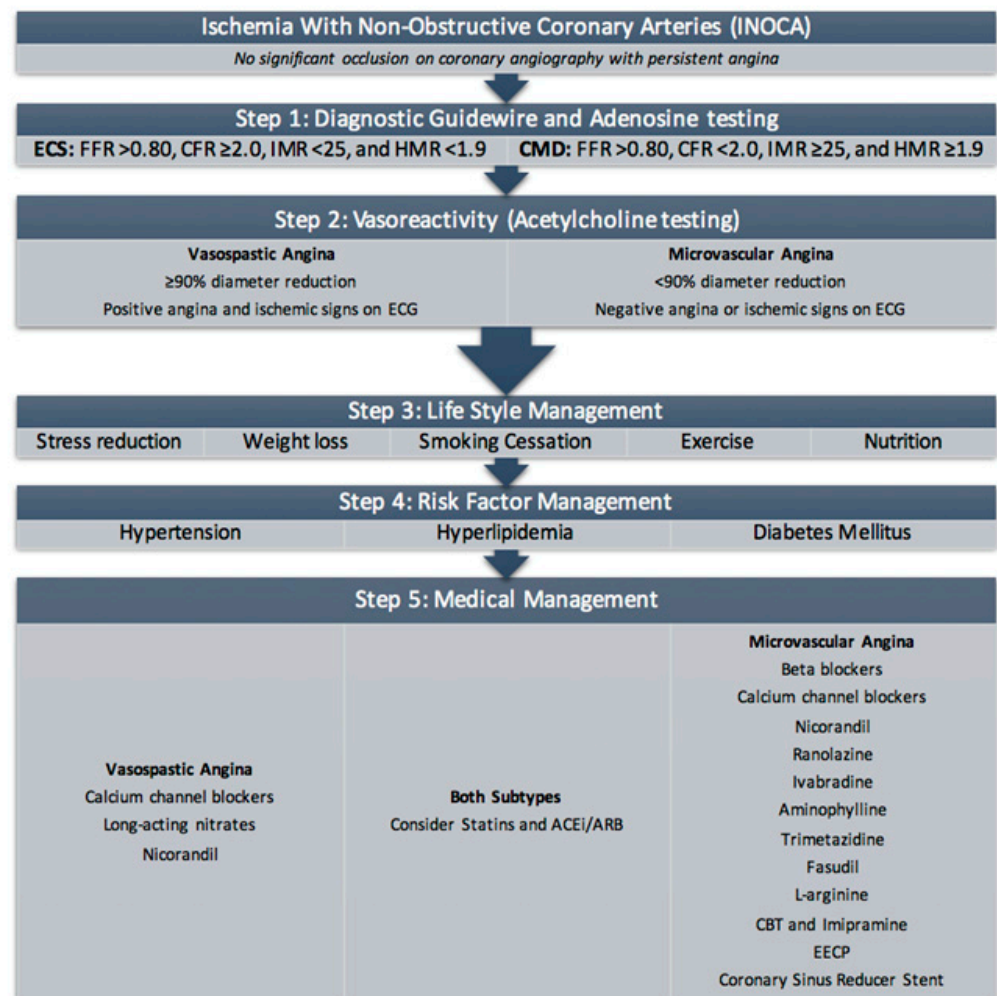 Ischemia With Non-Obstructive Coronary Arteries (INOCA)
No significant occlusion on coronary angiography with persistent angina
Step 1: Diagnostic Guidewire and Adenosine testing
ECS: FFR >0.80, CFR ≥2.0, IMR <25, and HMR <1.9
CMD: FFR >0.80, CFR <2.0, IMR ≥25, and HMR ≥1.9
Step 2: Vasoreactivity (Acetylcholine testing)
Vasospastic Angina
≥90% diameter reduction
Positive angina and ischemic signs on ECG
Microvascular Angina
<90% diameter reduction
Negative angina or ischemic signs on ECG
Step 3: Life Style Management
Stress reduction
Weight loss
Smoking Cessation
Exercise
Nutrition
Step 4: Risk Factor Management
Hypertension
Hyperlipidemia
Diabetes Mellitus
Step 5: Medical Management
Vasospastic Angina
Calcium channel blockers
Long-acting nitrates
Nicorandil
Both Subtypes
Consider Statins and ACEi/ARB
Microvascular Angina
Beta blockers
Calcium channel blockers
Nicorandil
Ranolazine
Ivabradine
Aminophylline
Trimetazidine
Fasudil
L-arginine
CBT and Imipramine
EECP
Coronary Sinus Reducer Stent